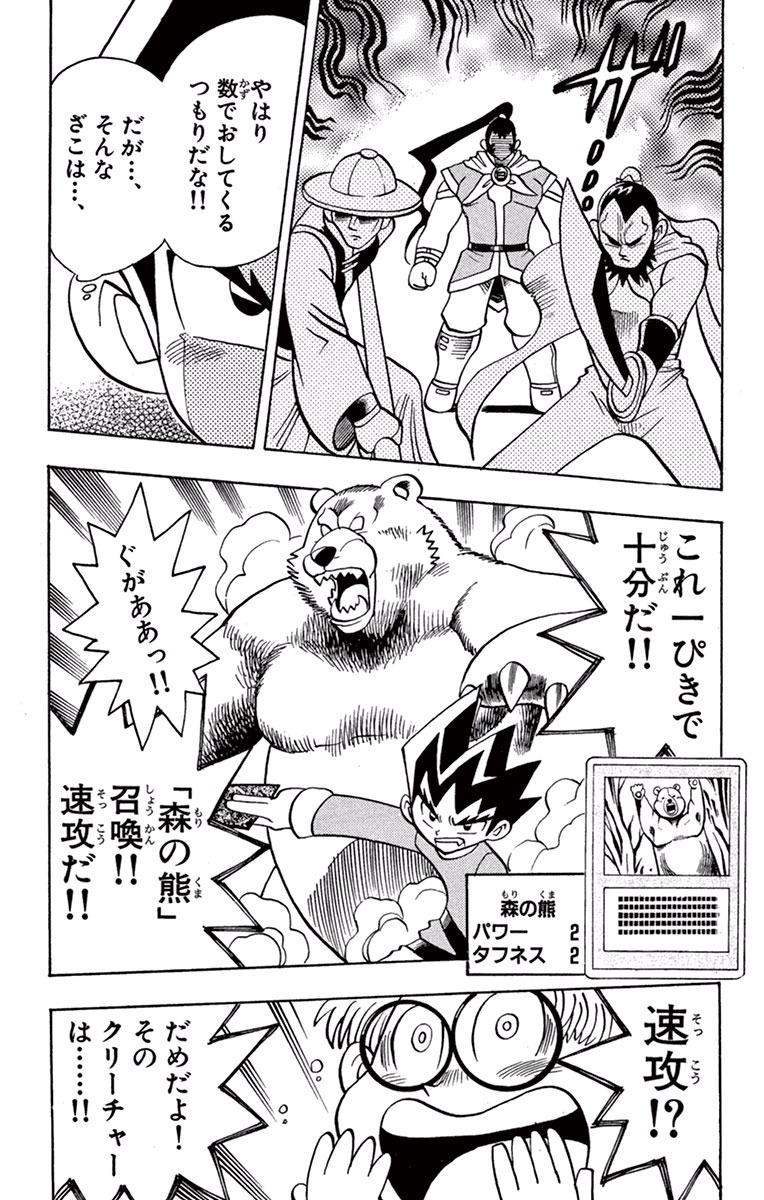 ザッ
やはり
数でおしてくる
つもりだな!!
だが…、
そんな
ざこは…、
これ一ぴきで
十分だ!!
ぐがああっ!!
「森の熊」
召喚!!
速攻だ!!
森の熊
パワー 2
タフネス 2
速攻!?
だめだよ!
その
クリーチャー
は……!!